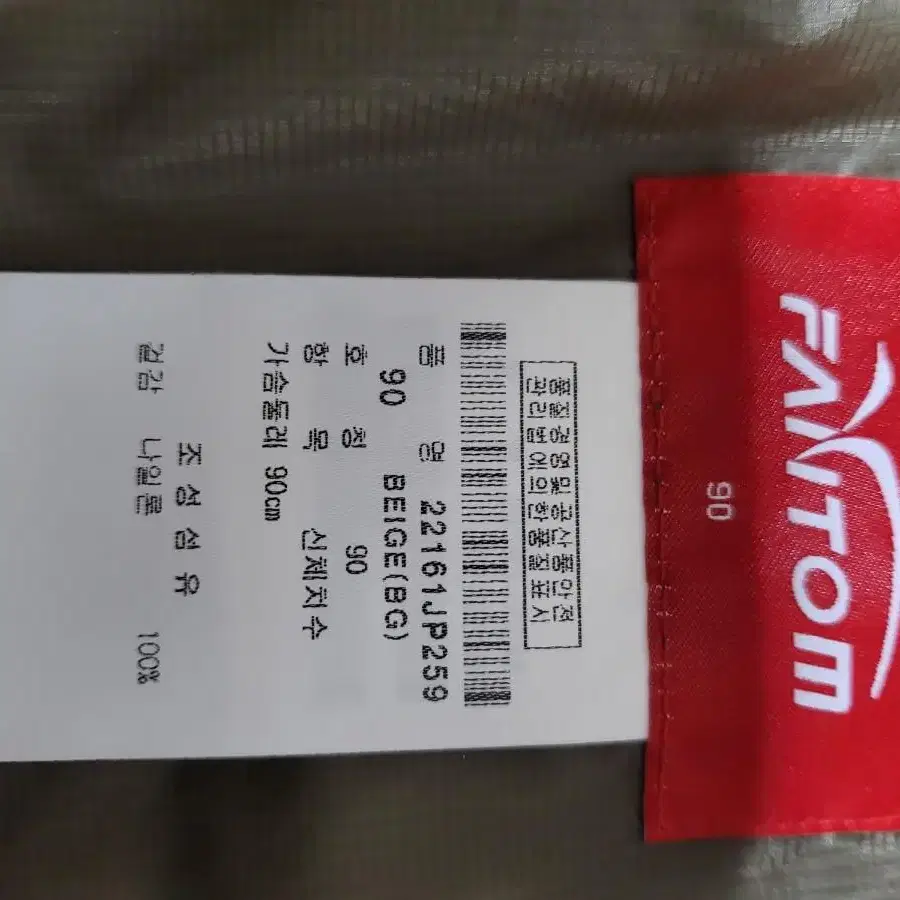 FAITOM
90
품질경영및공산품안전
관리법에의한품질표시
품 명 22161JP259
90 BEIGE(BG)
호 칭 90
항 목 신체치수
가슴둘레 90cm
조 성 섬 유
겉감 나일론 100%